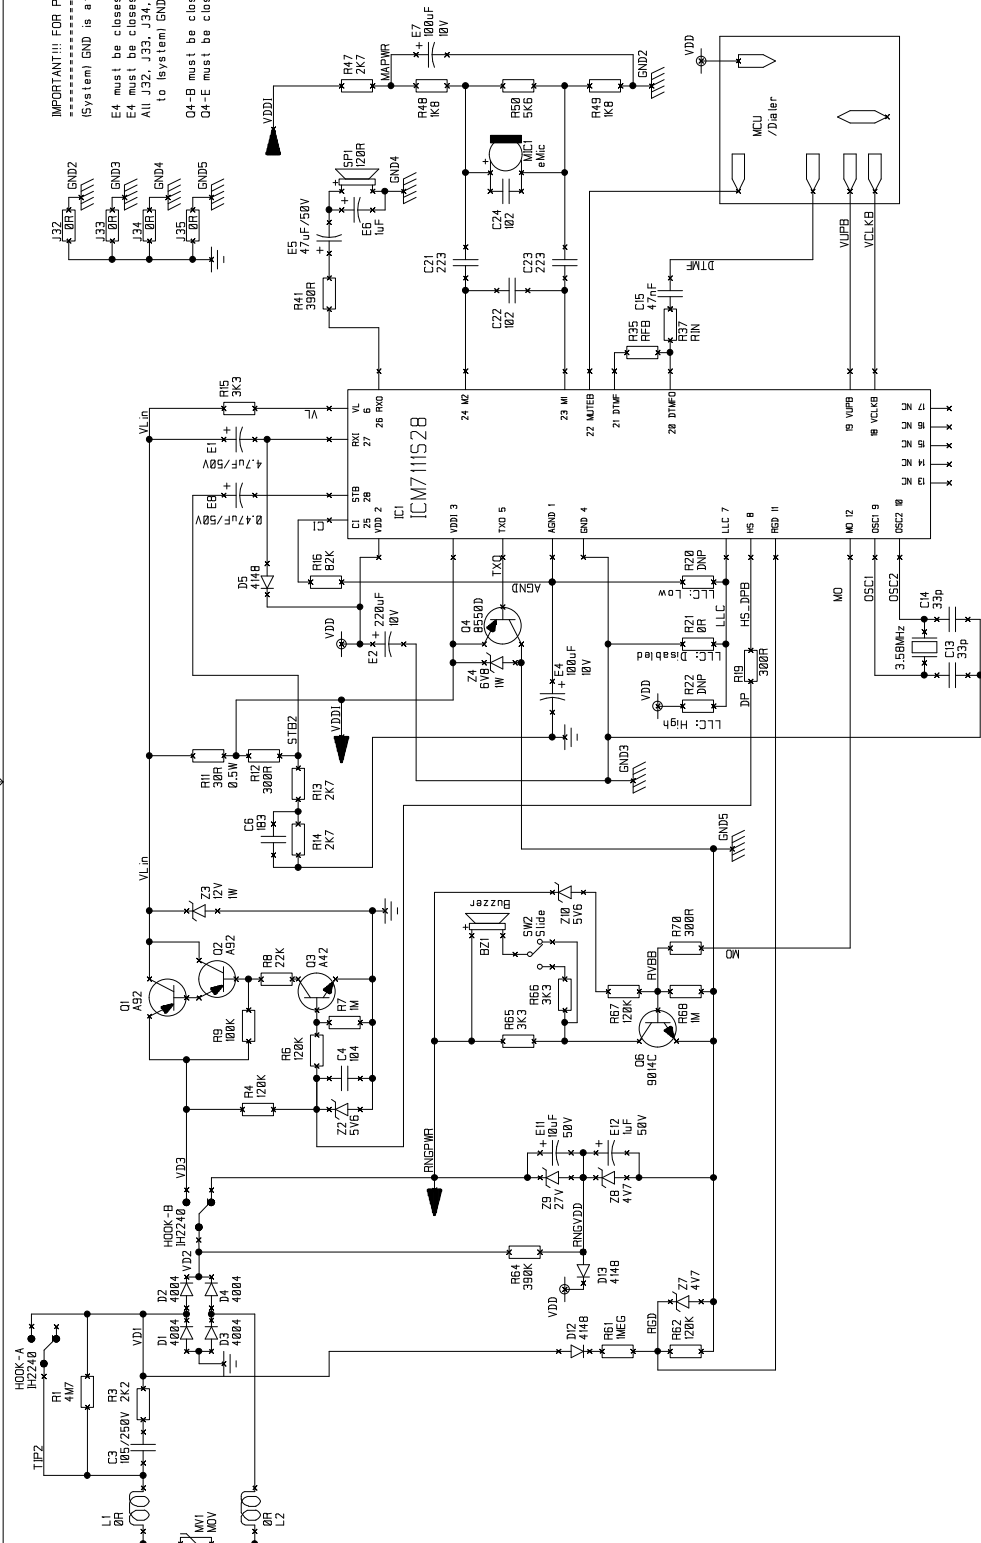 IMPORTANT!!! FOR P
(System) GND is a
E4 must be closes
E4 must be closes
All J32, J33, J34,
to (system) GND
Q4-B must be clos
Q4-E must be clos
J32
0R
GND2
J33
0R
GND3
J34
0R
GND4
J35
0R
GND5
VDDI
R47
2K7
MAPWR
E7
100uF
10V
R48
1K8
R50
5K6
R49
1K8
GND2
VDD
MCU
/Dialer
SP1
120R
GND4
E5
47uF/50V
E6
1uF
R41
390R
MIC1
eMic
C24
102
C21
223
C23
223
C22
102
DTMF
VUPB
VCLKB
C15
47nF
R35
RFB
R37
RIN
VLin
R15
3K3
VL
E1
4.7uF/50V
E8
0.47uF/50V
CI
VL
6
26 RXO
RXI
27
STB
28
CI
25
VDD 2
IC1
ICM7111S28
24 M2
23 M1
22 MUTEB
21 DTMF
20 DTMFO
19 VUPB
18 VCLKB
17 NC
16 NC
15 NC
14 NC
13 NC
VDDI 3
TXO 5
AGND 1
GND 4
LLC 7
HS 8
RGD 11
MO 12
OSC1 9
OSC2 10
D5
4148
R16
82K
VDD
E2
220uF
10V
TXO
AGND
Q4
8550D
Z4
6V8
1W
E4
100uF
10V
R20
DNP
LLC: Low
R21
0R
LLC: Disabled
R22
DNP
LLC: High
VDD
LLC
HS_DPB
R19
300R
DP
MO
OSC1
OSC2
3.58MHz
C14
33p
C13
33p
R11
30R
0.5W
R12
300R
STB2
VDDI
R13
2K7
C6
183
R14
2K7
GND3
VLin
Z3
12V
1W
Q1
A92
Q2
A92
R8
22K
Q3
A42
R9
100K
R7
1M
R6
120K
C4
104
R4
120K
Z2
5V6
Buzzer
BZ1
SW2
Slide
Z10
5V6
R66
3K3
R65
3K3
R67
120K
RVBB
R70
300R
R68
1M
Q6
9014C
MO
GND5
VD3
HOOK-B
IH2240
VD2
RNGPWR
E11
10uF
50V
E12
1uF
50V
Z9
27V
Z8
4V7
RNGVDD
R64
390K
D13
4148
VDD
D12
4148
R61
1MEG
RGD
R62
120K
Z7
4V7
D2
4004
D4
4004
D1
4004
D3
4004
VD1
HOOK-A
IH2240
R1
4M7
R3
2K2
C3
105/250V
TIP2
L1
0R
MV1
MOV
0R
L2